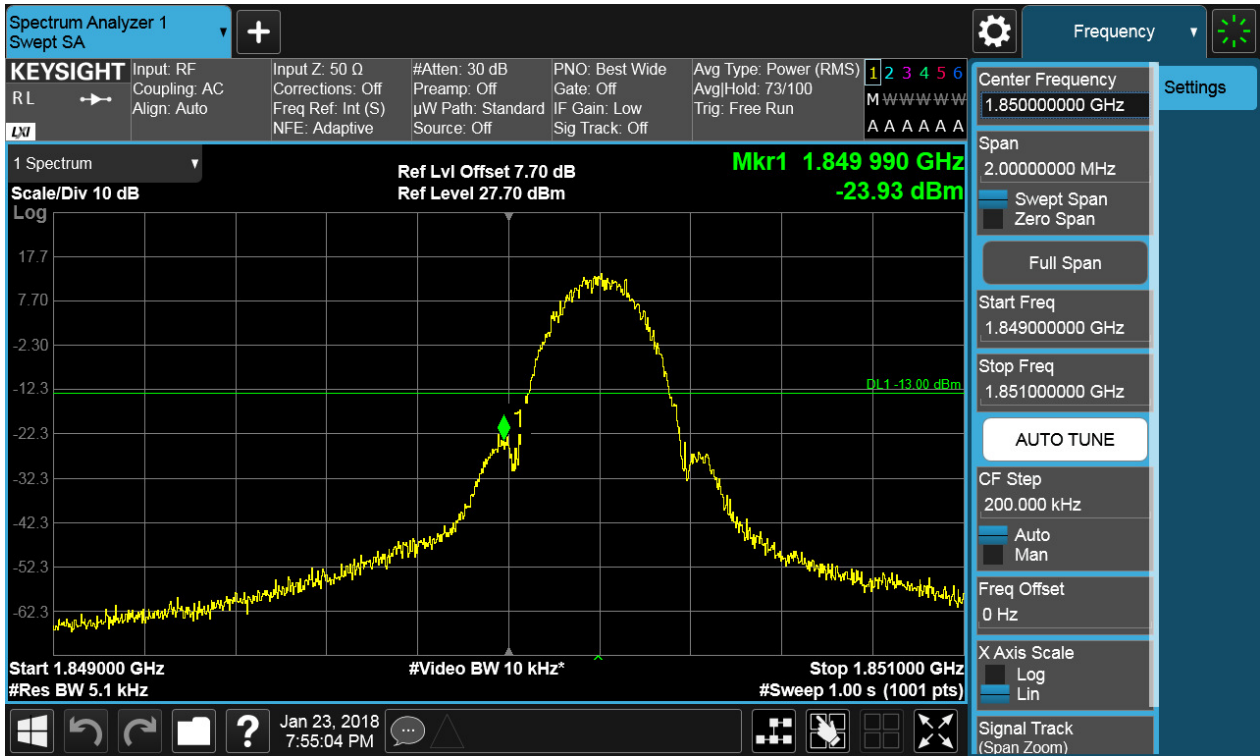 Spectrum Analyzer 1
Swept SA
+
Frequency
KEYSIGHT
R L
LXI
Input: RF
Coupling: AC
Align: Auto
Input Z: 50 Ω
Corrections: Off
Freq Ref: Int (S)
NFE: Adaptive
#Atten: 30 dB
Preamp: Off
µW Path: Standard
Source: Off
PNO: Best Wide
Gate: Off
IF Gain: Low
Sig Track: Off
Avg Type: Power (RMS)
Avg|Hold: 73/100
Trig: Free Run
1 2 3 4 5 6
M W W W W W
A A A A A A
1 Spectrum
Scale/Div 10 dB
Log
Ref Lvl Offset 7.70 dB
Ref Level 27.70 dBm
Mkr1 1.849 990 GHz
-23.93 dBm
17.7
7.70
-2.30
-12.3
-22.3
-32.3
-42.3
-52.3
-62.3
DL1 -13.00 dBm
1
Start 1.849000 GHz
#Res BW 5.1 kHz
#Video BW 10 kHz*
Stop 1.851000 GHz
#Sweep 1.00 s (1001 pts)
Center Frequency
1.850000000 GHz
Settings
Span
2.00000000 MHz
Swept Span
Zero Span
Full Span
Start Freq
1.849000000 GHz
Stop Freq
1.851000000 GHz
AUTO TUNE
CF Step
200.000 kHz
Auto
Man
Freq Offset
0 Hz
X Axis Scale
Log
Lin
Signal Track
(Span Zoom)
?
Jan 23, 2018
7:55:04 PM